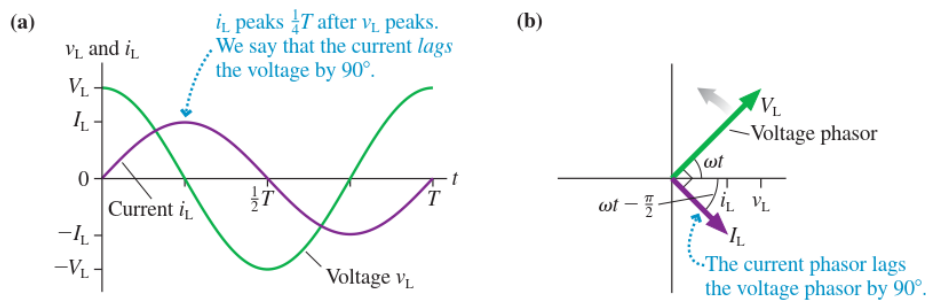 (a)
i_L peaks 1/4 T after v_L peaks.
We say that the current lags
the voltage by 90°.
v_L and i_L
V_L
I_L
0
t
1/2 T
T
Current i_L
−I_L
−V_L
Voltage v_L
(b)
V_L
Voltage phasor
ωt
ωt − π/2
i_L
v_L
I_L
The current phasor lags
the voltage phasor by 90°.